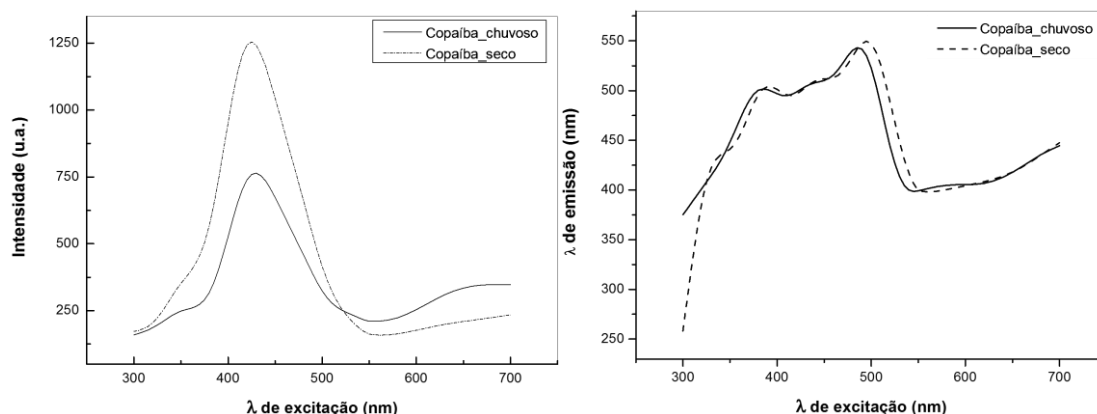 Intensidade (u.a.)
1250
1000
750
500
250
Copaíba_chuvoso
Copaíba_seco
300 400 500 600 700
λ de excitação (nm)
λ de emissão (nm)
550
500
450
400
350
300
250
Copaíba_chuvoso
Copaíba_seco
300 400 500 600 700
λ de excitação (nm)